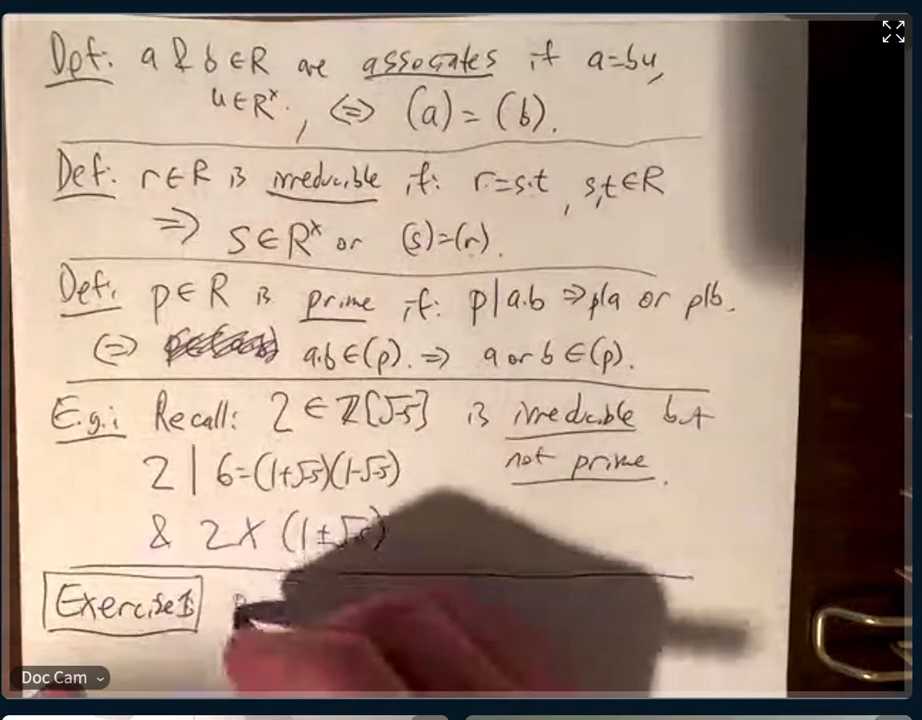 Def: a & b ∈ R are associates if a=bu,
u ∈ R^×, ⟺ (a) = (b).
Def: r ∈ R is irreducible if: r=s·t, s,t ∈ R
⇒ s ∈ R^× or (s)=(r).
Def: p ∈ R is prime if: p|a·b ⇒ p|a or p|b.
⟺ a·b ∈ (p) ⇒ a or b ∈ (p).
E.g.: Recall: 2 ∈ ℤ[√-5] is irreducible but
2 | 6=(1+√-5)(1-√-5) not prime.
& 2 ∤ (1±√-5)
Exercise 1:
Doc Cam